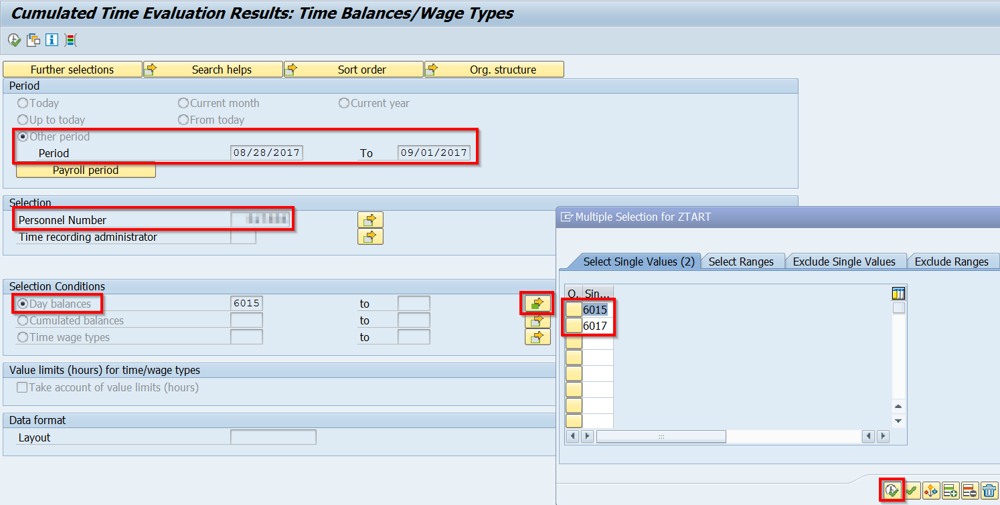 Cumulated Time Evaluation Results: Time Balances/Wage Types
Further selections Search helps Sort order Org. structure
Period
Today Current month Current year
Up to today From today
Other period
Period 08/28/2017 To 09/01/2017
Payroll period
Selection
Personnel Number
Time recording administrator
Selection Conditions
Day balances 6015 to
Cumulated balances to
Time wage types to
Value limits (hours) for time/wage types
Take account of value limits (hours)
Data format
Layout
Multiple Selection for ZTART
Select Single Values (2) Select Ranges Exclude Single Values Exclude Ranges
O.. Sin...
6015
6017